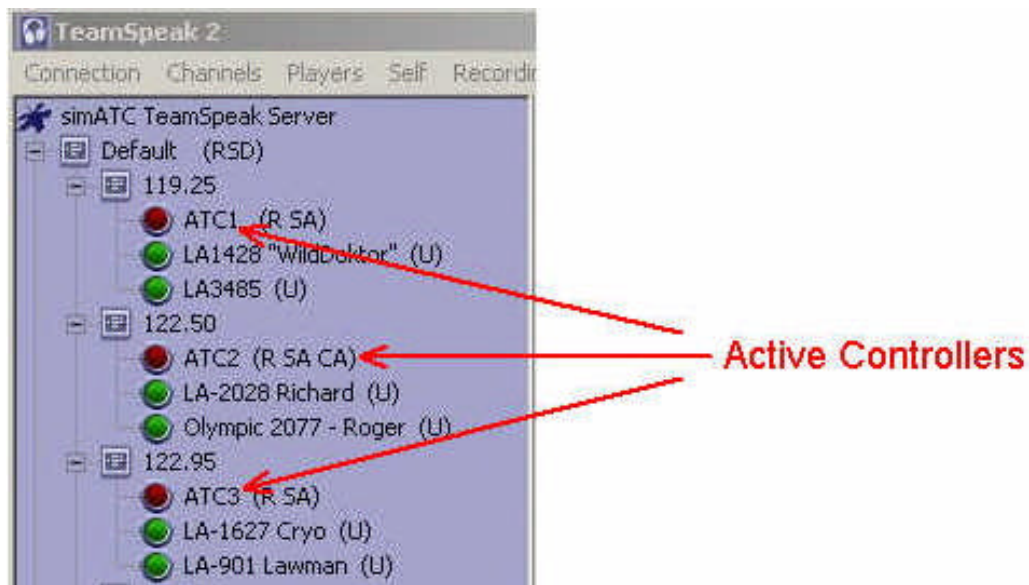 TeamSpeak 2
Connection Channels Players Self
simATC TeamSpeak Server
Default (RSD)
119.25
ATC1 (R SA)
LA1428 "WildDoktor" (U)
LA3485 (U)
122.50
ATC2 (R SA CA)
Active Controllers
LA-2028 Richard (U)
Olympic 2077 - Roger (U)
122.95
ATC3 (R SA)
LA-1627 Cryo (U)
LA-901 Lawman (U)